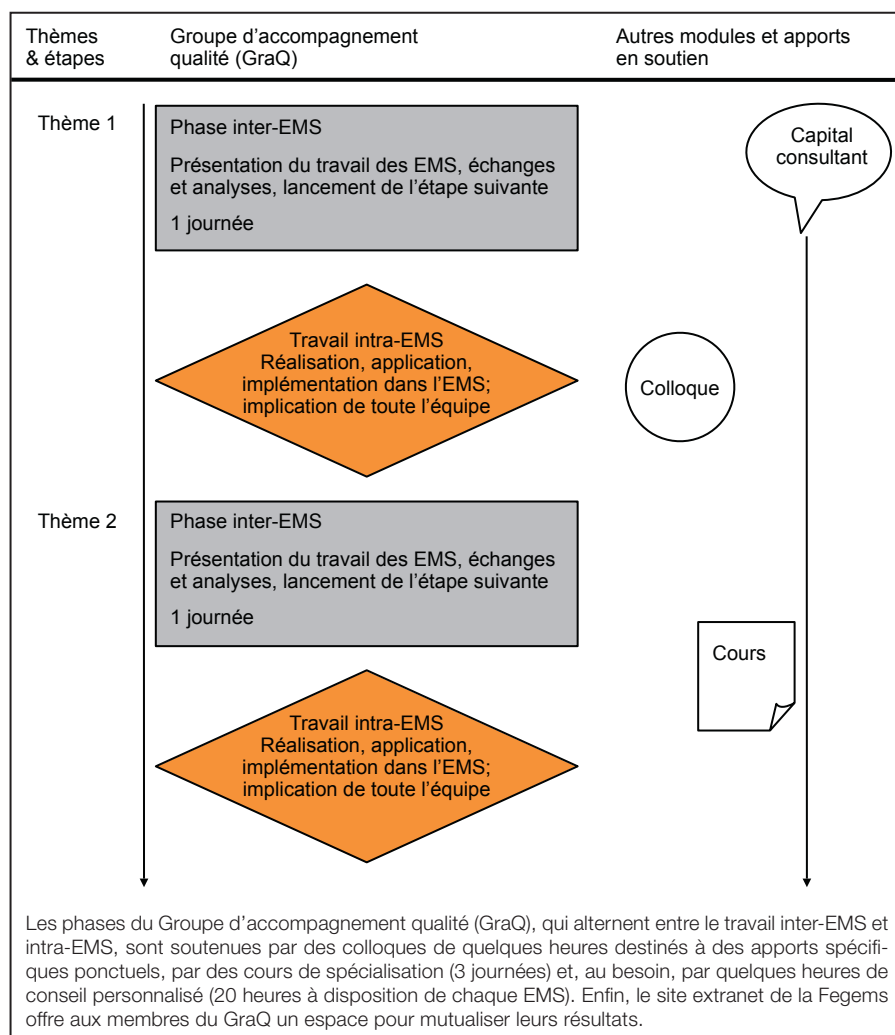 Thèmes
& étapes
Groupe d'accompagnement
qualité (GraQ)
Autres modules et apports
en soutien
Thème 1
Phase inter-EMS
Présentation du travail des EMS, échanges
et analyses, lancement de l'étape suivante
1 journée
Capital
consultant
Travail intra-EMS
Réalisation, application,
implémentation dans l'EMS;
implication de toute l'équipe
Colloque
Thème 2
Phase inter-EMS
Présentation du travail des EMS, échanges
et analyses, lancement de l'étape suivante
1 journée
Cours
Travail intra-EMS
Réalisation, application,
implémentation dans l'EMS;
implication de toute l'équipe
Les phases du Groupe d'accompagnement qualité (GraQ), qui alternent entre le travail inter-EMS et
intra-EMS, sont soutenues par des colloques de quelques heures destinés à des apports spécifi-
ques ponctuels, par des cours de spécialisation (3 journées) et, au besoin, par quelques heures de
conseil personnalisé (20 heures à disposition de chaque EMS). Enfin, le site extranet de la Fegems
offre aux membres du GraQ un espace pour mutualiser leurs résultats.